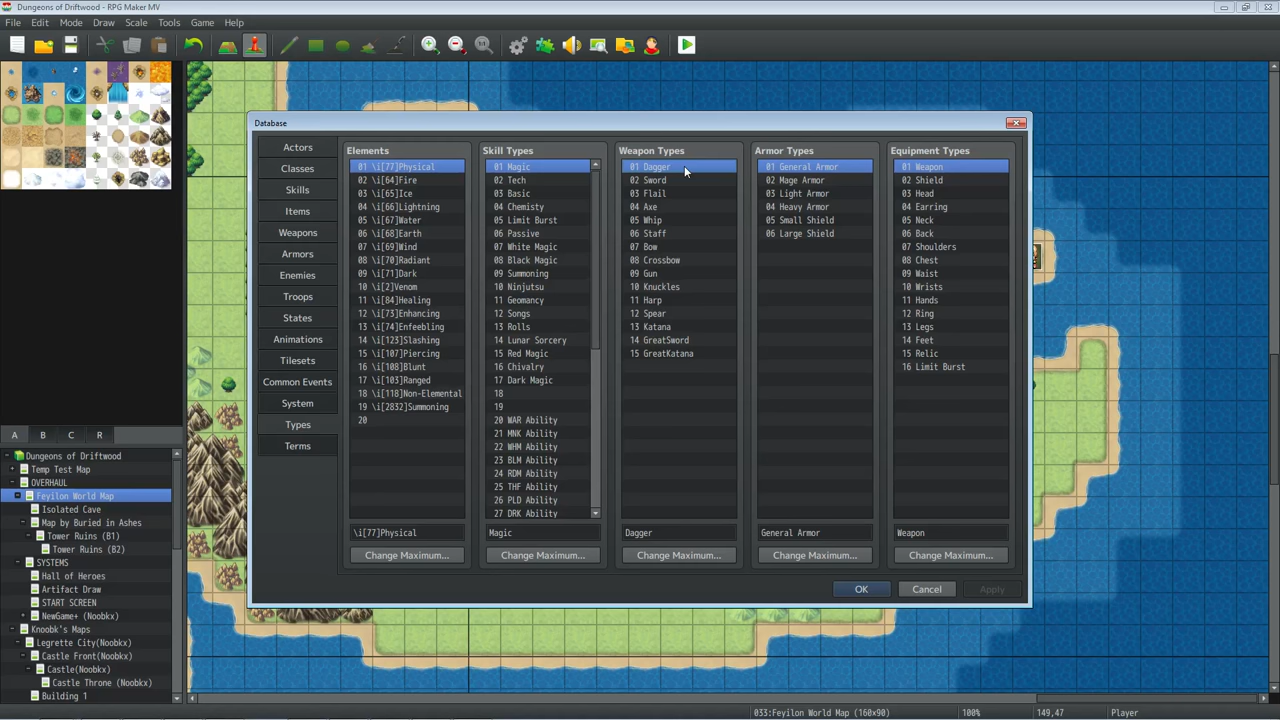 Dungeons of Driftwood - RPG Maker MV
File Edit Mode Draw Scale Tools Game Help
Database
Actors
Classes
Skills
Items
Weapons
Armors
Enemies
Troops
States
Animations
Tilesets
Common Events
System
Types
Terms
Elements
01 \i[77]Physical
02 \i[64]Fire
03 \i[65]Ice
04 \i[66]Lightning
05 \i[67]Water
06 \i[68]Earth
07 \i[69]Wind
08 \i[70]Radiant
09 \i[71]Dark
10 \i[2]Venom
11 \i[84]Healing
12 \i[73]Enhancing
13 \i[74]Enfeebling
14 \i[123]Slashing
15 \i[107]Piercing
16 \i[108]Blunt
17 \i[103]Ranged
18 \i[118]Non-Elemental
19 \i[2832]Summoning
20
\i[77]Physical
Change Maximum...
Skill Types
01 Magic
02 Tech
03 Basic
04 Chemisty
05 Limit Burst
06 Passive
07 White Magic
08 Black Magic
09 Summoning
10 Ninjutsu
11 Geomancy
12 Songs
13 Rolls
14 Lunar Sorcery
15 Red Magic
16 Chivalry
17 Dark Magic
18
19
20 WAR Ability
21 MNK Ability
22 WHM Ability
23 BLM Ability
24 RDM Ability
25 THF Ability
26 PLD Ability
27 DRK Ability
Magic
Change Maximum...
Weapon Types
01 Dagger
02 Sword
03 Flail
04 Axe
05 Whip
06 Staff
07 Bow
08 Crossbow
09 Gun
10 Knuckles
11 Harp
12 Spear
13 Katana
14 GreatSword
15 GreatKatana
Dagger
Change Maximum...
Armor Types
01 General Armor
02 Mage Armor
03 Light Armor
04 Heavy Armor
05 Small Shield
06 Large Shield
General Armor
Change Maximum...
Equipment Types
01 Weapon
02 Shield
03 Head
04 Earring
05 Neck
06 Back
07 Shoulders
08 Chest
09 Waist
10 Wrists
11 Hands
12 Ring
13 Legs
14 Feet
15 Relic
16 Limit Burst
Weapon
Change Maximum...
OK Cancel Apply
A B C R
Dungeons of Driftwood
Temp Test Map
OVERHAUL
Feyilon World Map
Isolated Cave
Map by Buried in Ashes
Tower Ruins (B1)
Tower Ruins (B2)
SYSTEMS
Hall of Heroes
Artifact Draw
START SCREEN
NewGame+ (Noobkx)
Knoobk's Maps
Legrette City(Noobkx)
Castle Front(Noobkx)
Castle(Noobkx)
Castle Throne (Noobkx)
Building 1
033:Feyilon World Map (160x90) 100% 149,47 Player